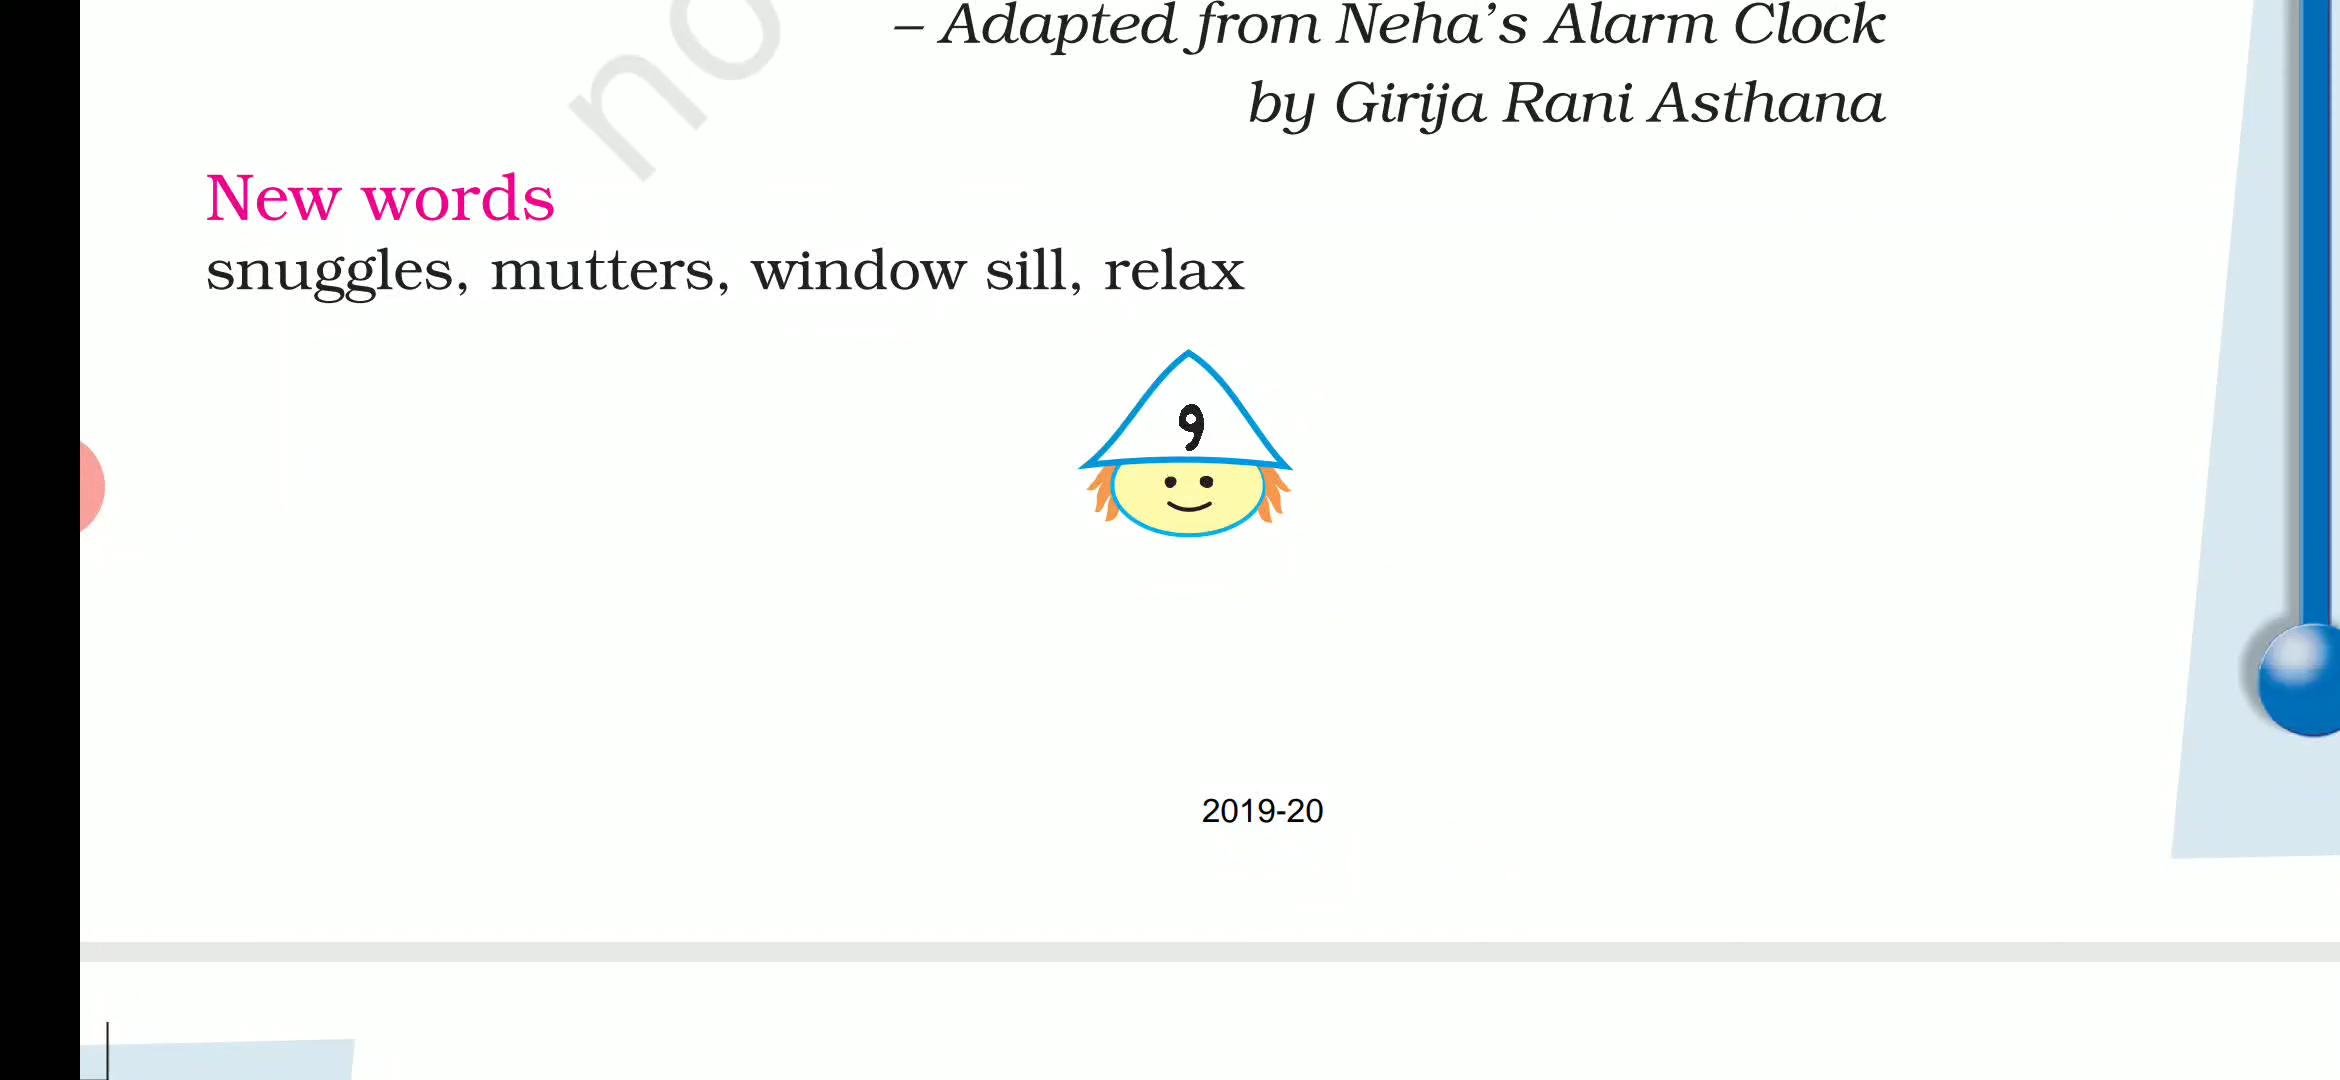 – Adapted from Neha’s Alarm Clock
by Girija Rani Asthana
no
New words
snuggles, mutters, window sill, relax
9
2019-20